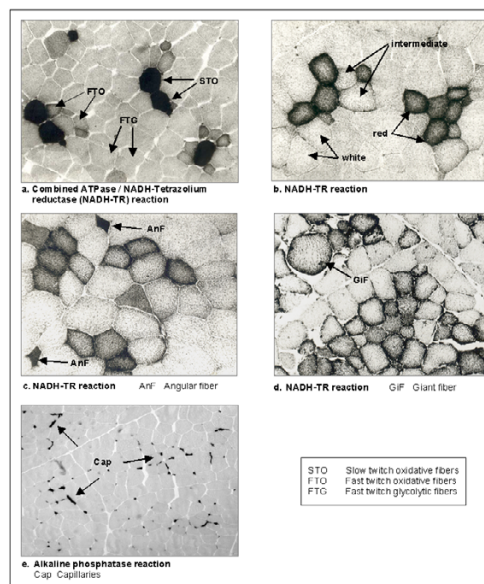 FTO
STO
FTG
a. Combined ATPase / NADH-Tetrazolium
reductase (NADH-TR) reaction
intermediate
red
white
b. NADH-TR reaction
AnF
AnF
c. NADH-TR reaction AnF Angular fiber
GiF
d. NADH-TR reaction GiF Giant fiber
Cap
e. Alkaline phosphatase reaction
Cap Capillaries
STO Slow twitch oxidative fibers
FTO Fast twitch oxidative fibers
FTG Fast twitch glycolytic fibers